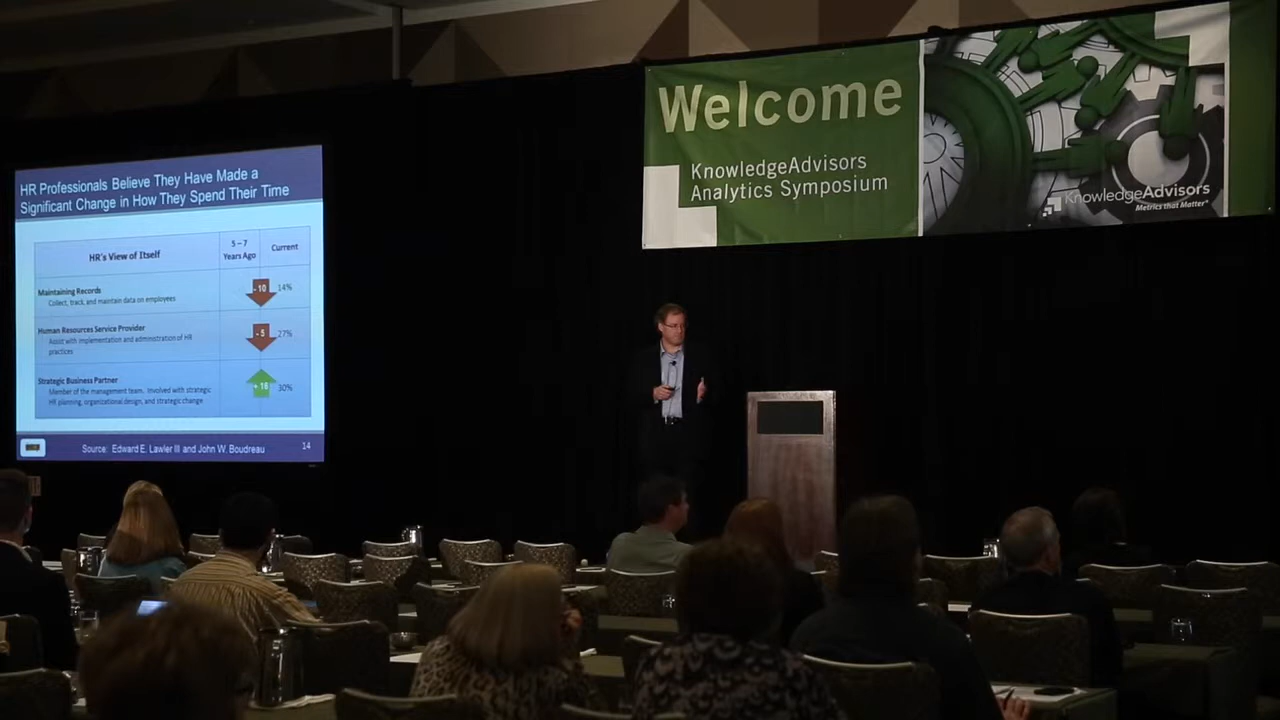 HR Professionals Believe They Have Made a
Significant Change in How They Spend Their Time
HR's View of Itself
5 – 7
Years Ago
Current
Maintaining Records
Collect, track, and maintain data on employees
- 10
14%
Human Resources Service Provider
Assist with implementation and administration of HR
practices
- 5
27%
Strategic Business Partner
Member of the management team. Involved with strategic
HR planning, organizational design, and strategic change
+ 16
30%
Source: Edward E. Lawler III and John W. Boudreau
14
Welcome
KnowledgeAdvisors
Analytics Symposium
KnowledgeAdvisors
Metrics that Matter®